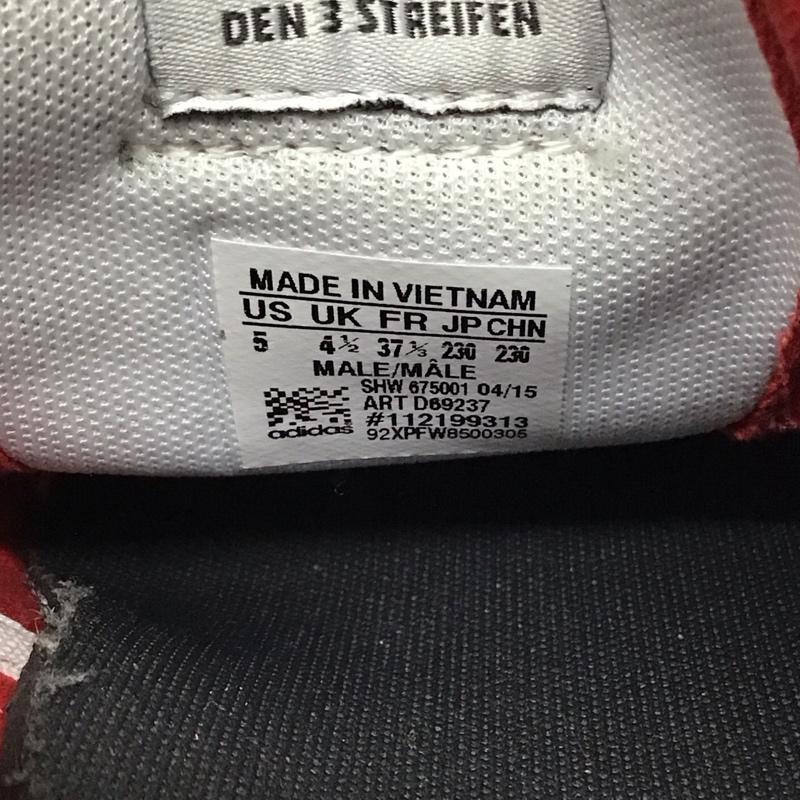 DEN 3 STREIFEN
MADE IN VIETNAM
US UK FR JP CHN
5 4½ 37⅓ 230 230
MALE/MÂLE
SHW 675001 04/15
ART D69237
#112199313
adidas 92XPFW8500305